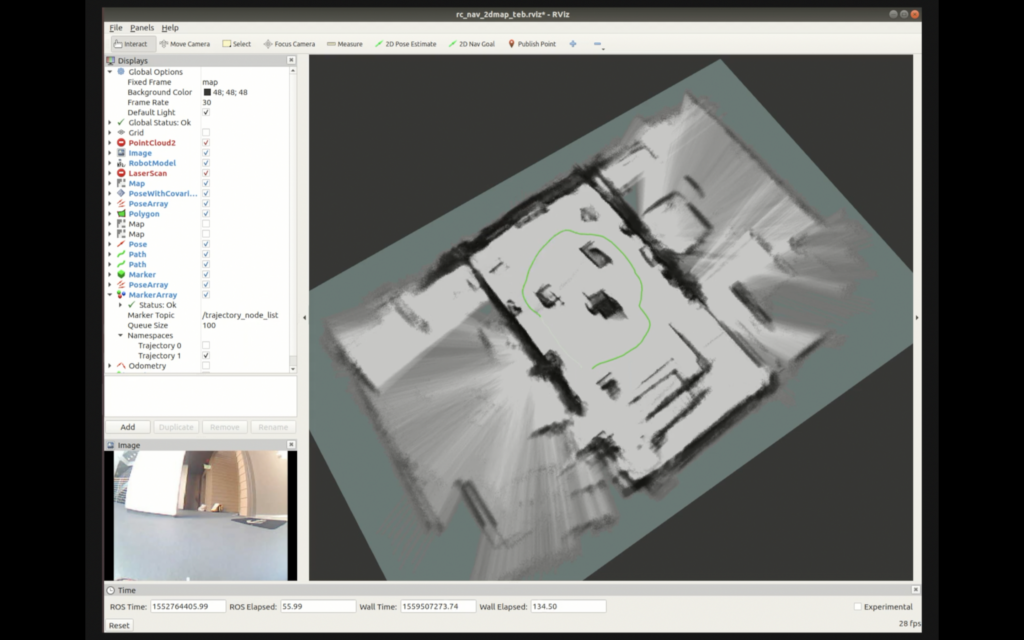 rc_nav_2dmap_teb.rviz* - RViz
File Panels Help
Interact Move Camera Select Focus Camera Measure 2D Pose Estimate 2D Nav Goal Publish Point
Displays
Global Options
Fixed Frame map
Background Color 48; 48; 48
Frame Rate 30
Default Light
Global Status: Ok
Grid
PointCloud2
Image
RobotModel
LaserScan
Map
PoseWithCovari...
PoseArray
Polygon
Map
Map
Pose
Path
Path
Marker
PoseArray
MarkerArray
Status: Ok
Marker Topic /trajectory_node_list
Queue Size 100
Namespaces
Trajectory 0
Trajectory 1
Odometry
Add Duplicate Remove Rename
Image
Time
ROS Time: 1552764405.99 ROS Elapsed: 55.99 Wall Time: 1559507273.74 Wall Elapsed: 134.50 Experimental
Reset 28 fps